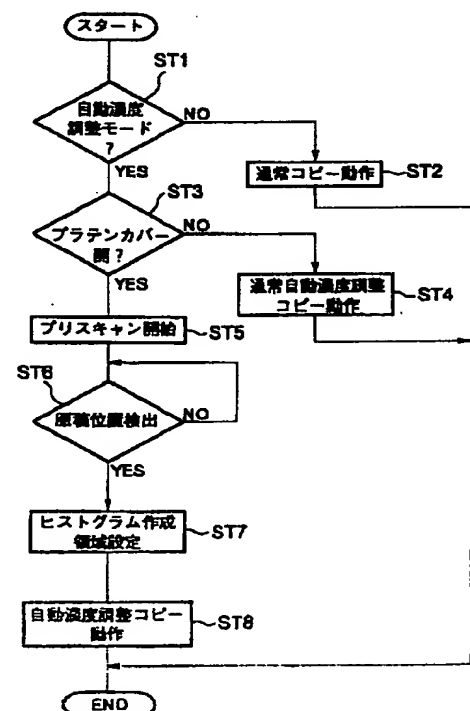 スタート
ST1
自動濃度
調整モード
?
NO
YES
通常コピー動作
ST2
ST3
プラテンカバー
開?
NO
YES
通常自動濃度調整
コピー動作
ST4
プリスキャン開始
ST5
ST6
原稿位置検出
NO
YES
ヒストグラム作成
領域設定
ST7
自動濃度調整コピー
動作
ST8
END